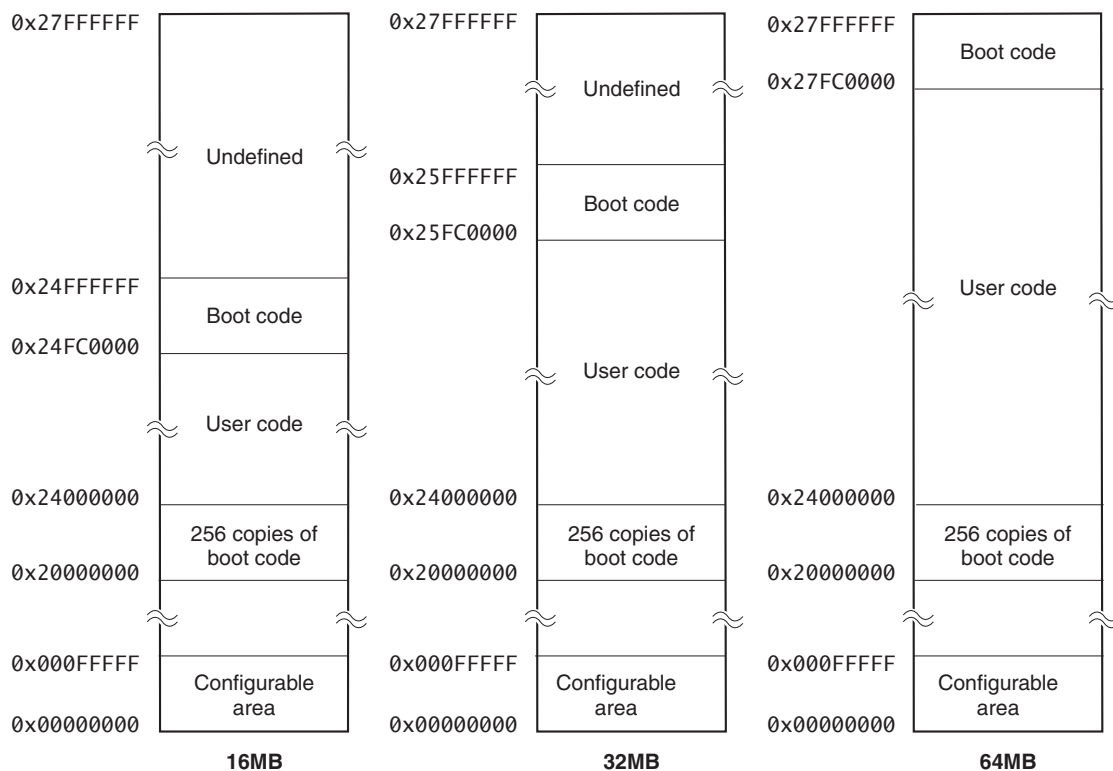 0x27FFFFFF
Undefined
0x24FFFFFF
Boot code
0x24FC0000
User code
0x24000000
256 copies of
boot code
0x20000000
0x000FFFFF
Configurable
area
0x00000000
16MB
0x27FFFFFF
Undefined
0x25FFFFFF
Boot code
0x25FC0000
User code
0x24000000
256 copies of
boot code
0x20000000
0x000FFFFF
Configurable
area
0x00000000
32MB
0x27FFFFFF
Boot code
0x27FC0000
User code
0x24000000
256 copies of
boot code
0x20000000
0x000FFFFF
Configurable
area
0x00000000
64MB